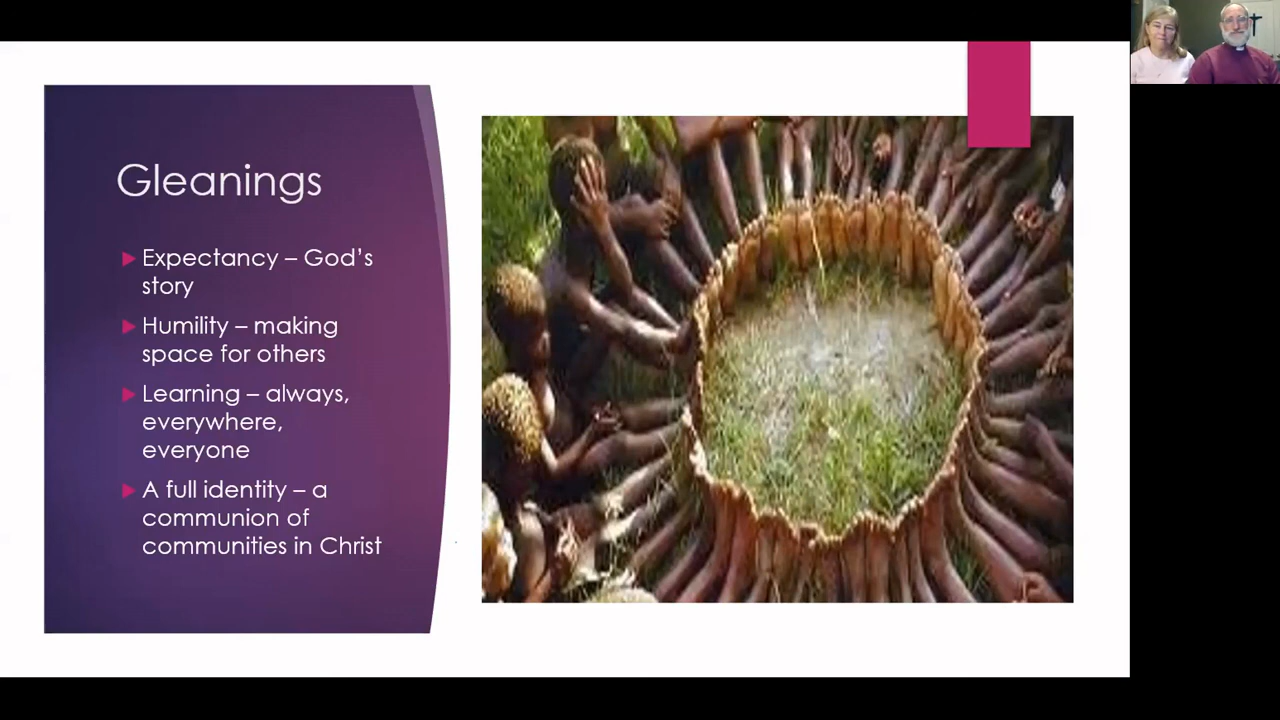 Gleanings
Expectancy – God's
story
Humility – making
space for others
Learning – always,
everywhere,
everyone
A full identity – a
communion of
communities in Christ